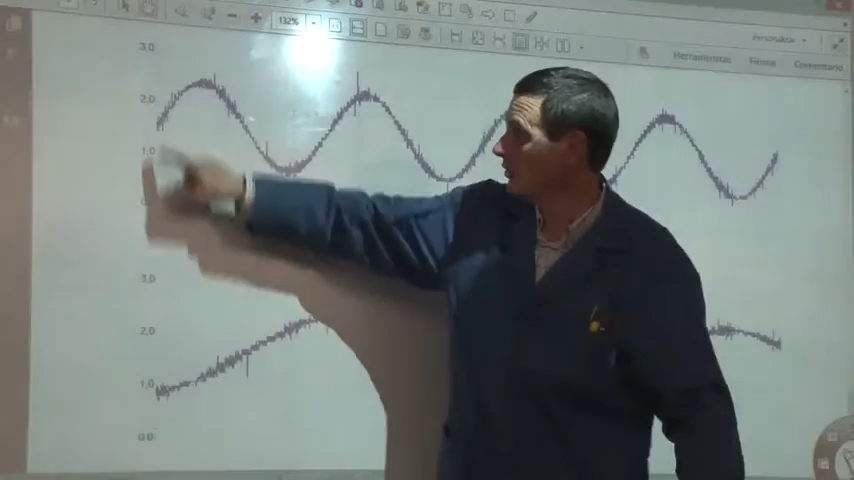 132%
Personalizar
Herramientas
Firmar
Comentario
3,0
2,0
1,0
3,0
2,0
1,0
0,0